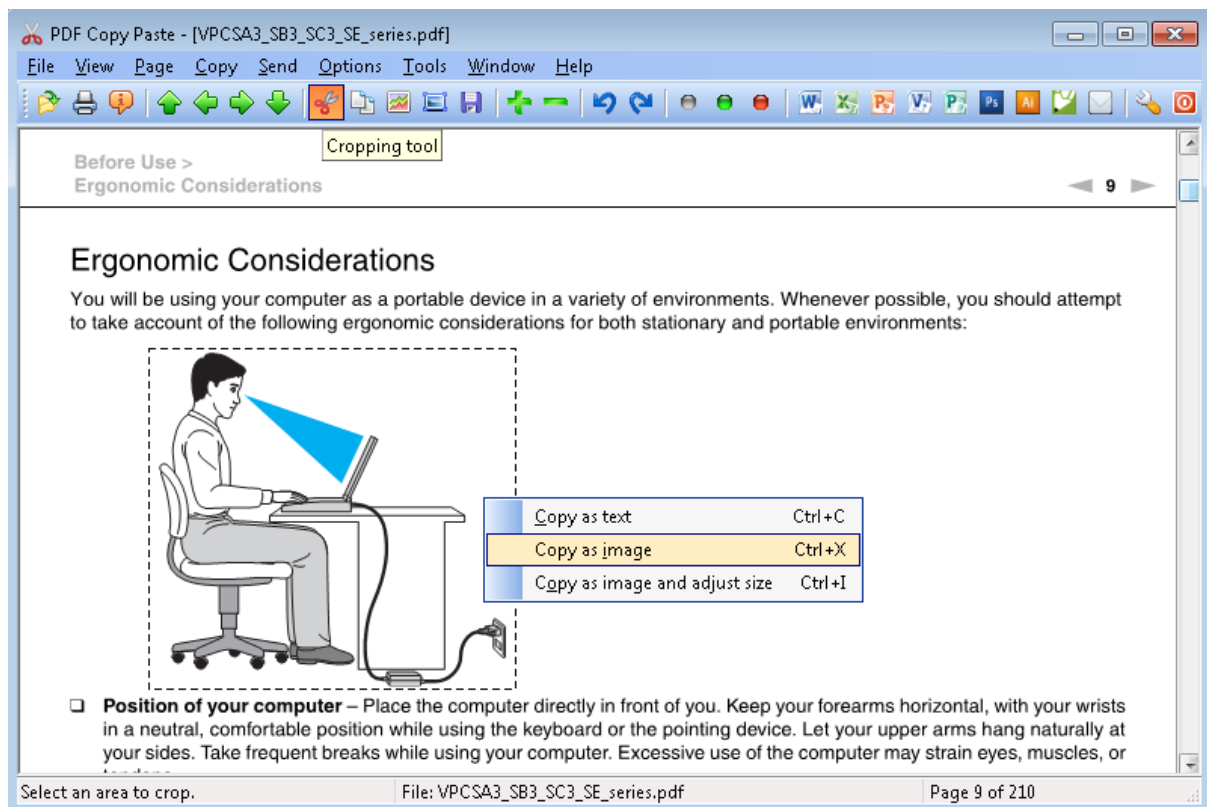 PDF Copy Paste - [VPCSA3_SB3_SC3_SE_series.pdf]
File View Page Copy Send Options Tools Window Help
W X P V P Ps AI
Cropping tool
Before Use >
Ergonomic Considerations
9
Ergonomic Considerations
You will be using your computer as a portable device in a variety of environments. Whenever possible, you should attempt
to take account of the following ergonomic considerations for both stationary and portable environments:
Copy as text Ctrl+C
Copy as image Ctrl+X
Copy as image and adjust size Ctrl+I
❑ Position of your computer – Place the computer directly in front of you. Keep your forearms horizontal, with your wrists
in a neutral, comfortable position while using the keyboard or the pointing device. Let your upper arms hang naturally at
your sides. Take frequent breaks while using your computer. Excessive use of the computer may strain eyes, muscles, or
Select an area to crop. File: VPCSA3_SB3_SC3_SE_series.pdf Page 9 of 210